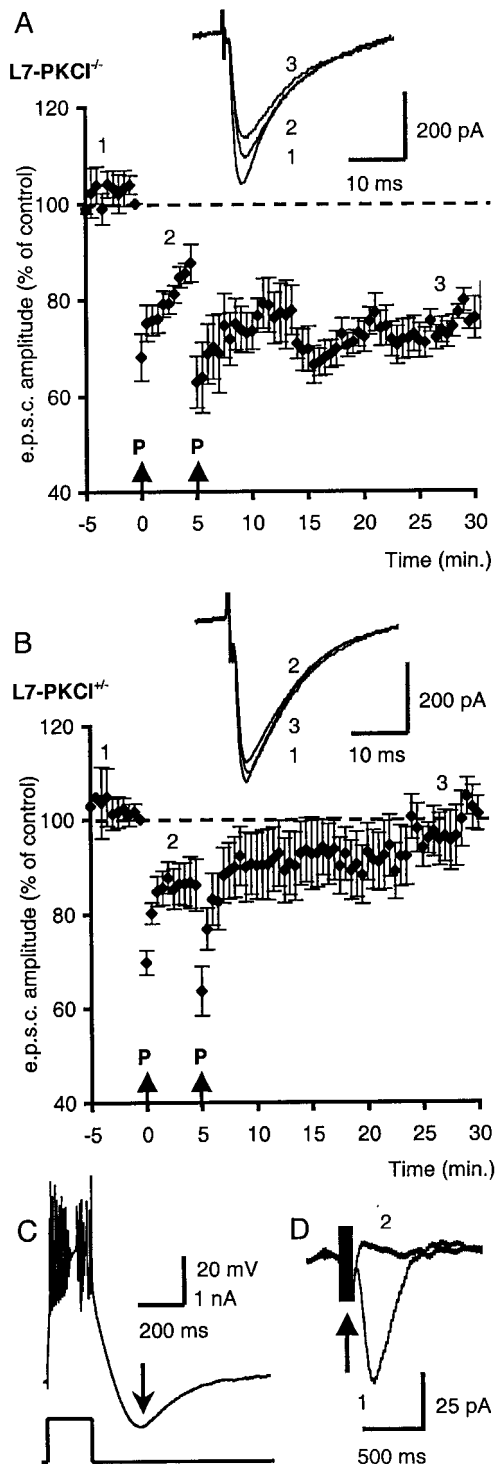 A
L7-PKCI-/-
120
100
80
60
40
e.p.s.c. amplitude (% of control)
1
2
3
3
2
1
200 pA
10 ms
P
P
-5
0
5
10
15
20
25
30
Time (min.)
B
L7-PKCI+/-
120
100
80
60
40
e.p.s.c. amplitude (% of control)
1
2
3
2
3
1
200 pA
10 ms
P
P
-5
0
5
10
15
20
25
30
Time (min.)
C
20 mV
1 nA
200 ms
D
2
1
25 pA
500 ms